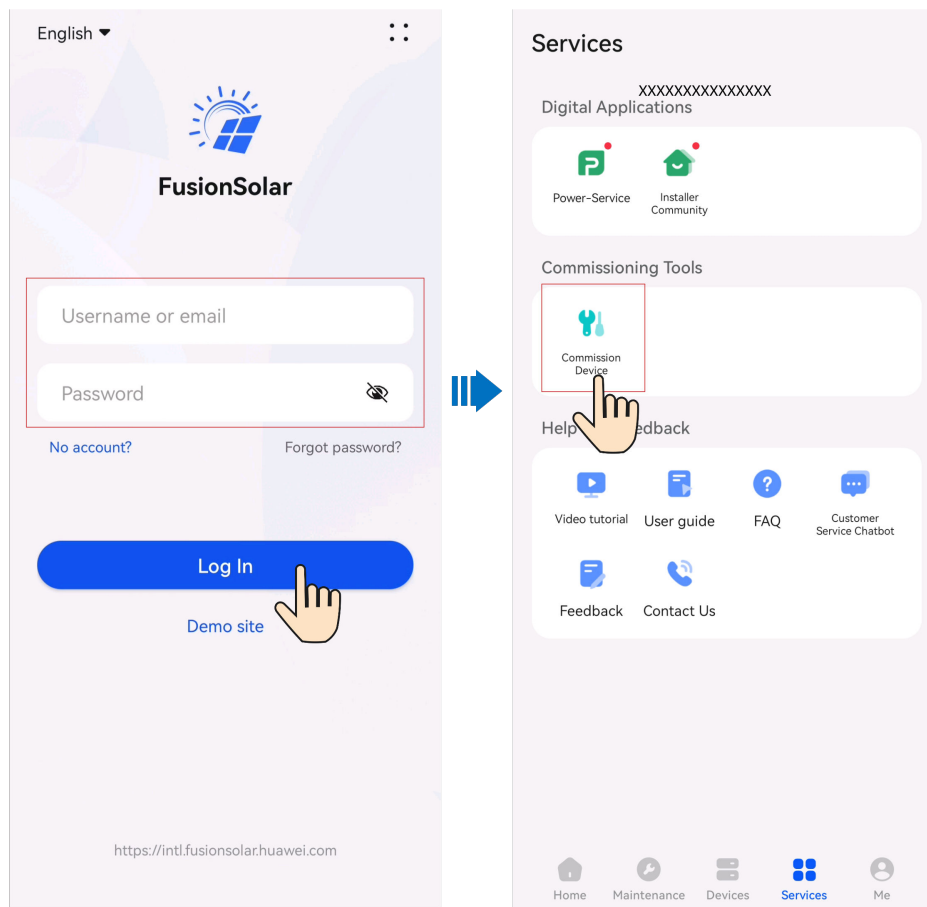 English
FusionSolar
Username or email
Password
No account?
Forgot password?
Log In
Demo site
https://intl.fusionsolar.huawei.com
Services
XXXXXXXXXXXXXXX
Digital Applications
Power-Service
Installer
Community
Commissioning Tools
Commission
Device
Help
edback
Video tutorial
User guide
FAQ
Customer
Service Chatbot
Feedback
Contact Us
Home
Maintenance
Devices
Services
Me